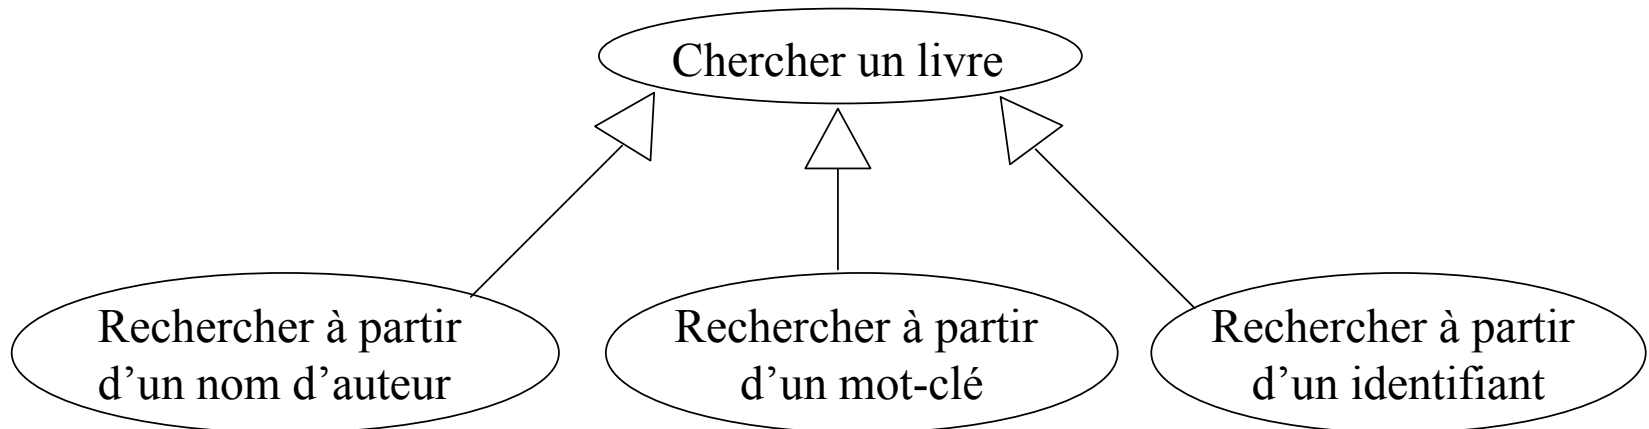 Chercher un livre
Rechercher à partir
d’un nom d’auteur
Rechercher à partir
d’un mot-clé
Rechercher à partir
d’un identifiant